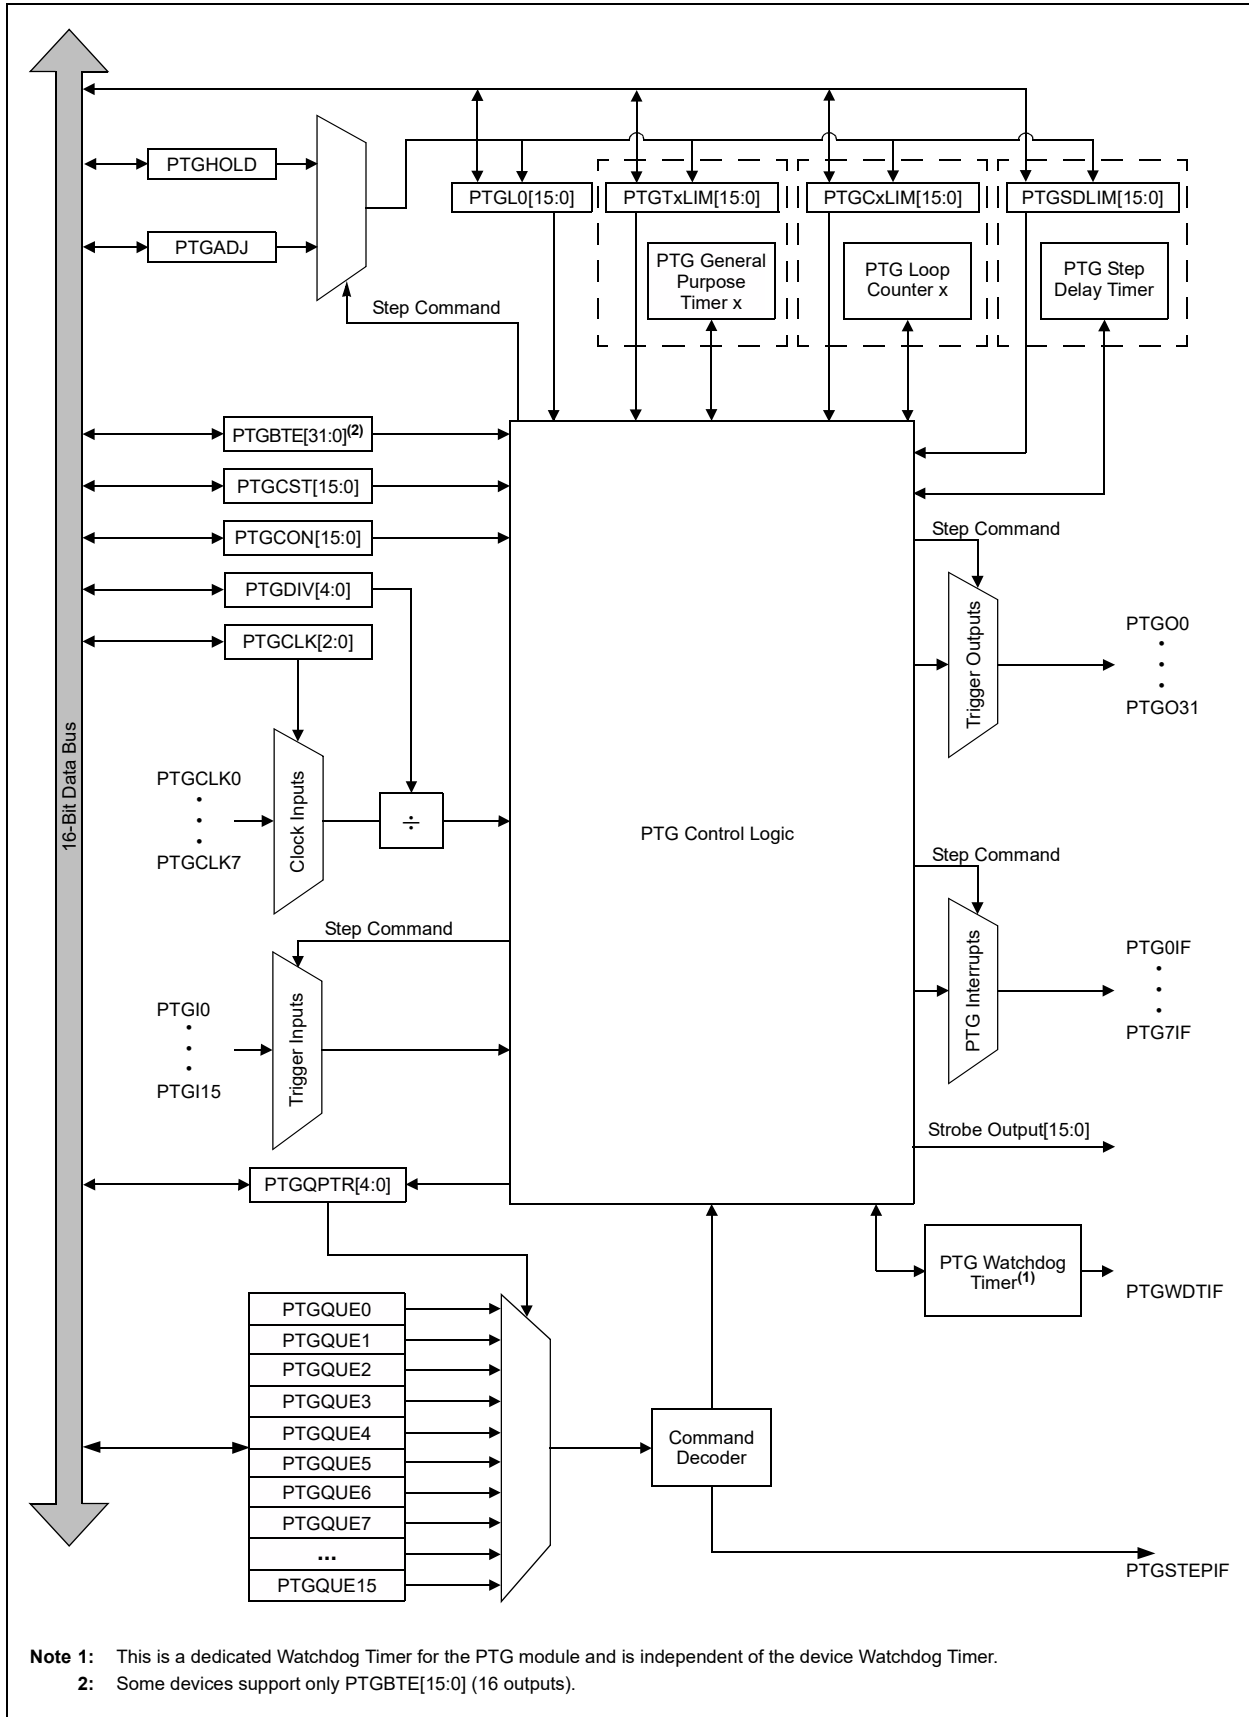 PTGHOLD
PTGL0[15:0]
PTGTxLIM[15:0]
PTGCxLIM[15:0]
PTGSDLIM[15:0]
PTGADJ
PTG General
Purpose
Timer x
PTG Loop
Counter x
PTG Step
Delay Timer
Step Command
PTGBTE[31:0](2)
PTGCST[15:0]
PTGCON[15:0]
PTGDIV[4:0]
PTGCLK[2:0]
16-Bit Data Bus
PTGCLK0
PTGCLK7
Clock Inputs
÷
PTG Control Logic
Step Command
Trigger Outputs
PTGO0
PTGO31
Step Command
PTG Interrupts
PTG0IF
PTG7IF
Step Command
PTGI0
PTGI15
Trigger Inputs
Strobe Output[15:0]
PTGQPTR[4:0]
PTG Watchdog
Timer(1)
PTGWDTIF
PTGQUE0
PTGQUE1
PTGQUE2
PTGQUE3
PTGQUE4
PTGQUE5
PTGQUE6
PTGQUE7
...
PTGQUE15
Command
Decoder
PTGSTEPIF
Note 1: This is a dedicated Watchdog Timer for the PTG module and is independent of the device Watchdog Timer.
2: Some devices support only PTGBTE[15:0] (16 outputs).